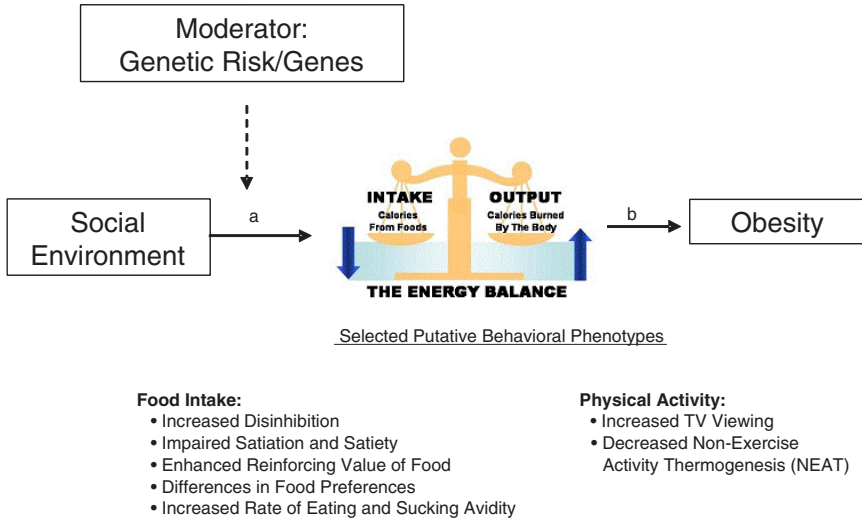 Moderator:
Genetic Risk/Genes
Social
Environment
a
INTAKE
Calories
From Foods
OUTPUT
Calories Burned
By The Body
THE ENERGY BALANCE
b
Obesity
Selected Putative Behavioral Phenotypes
Food Intake:
• Increased Disinhibition
• Impaired Satiation and Satiety
• Enhanced Reinforcing Value of Food
• Differences in Food Preferences
• Increased Rate of Eating and Sucking Avidity
Physical Activity:
• Increased TV Viewing
• Decreased Non-Exercise
Activity Thermogenesis (NEAT)